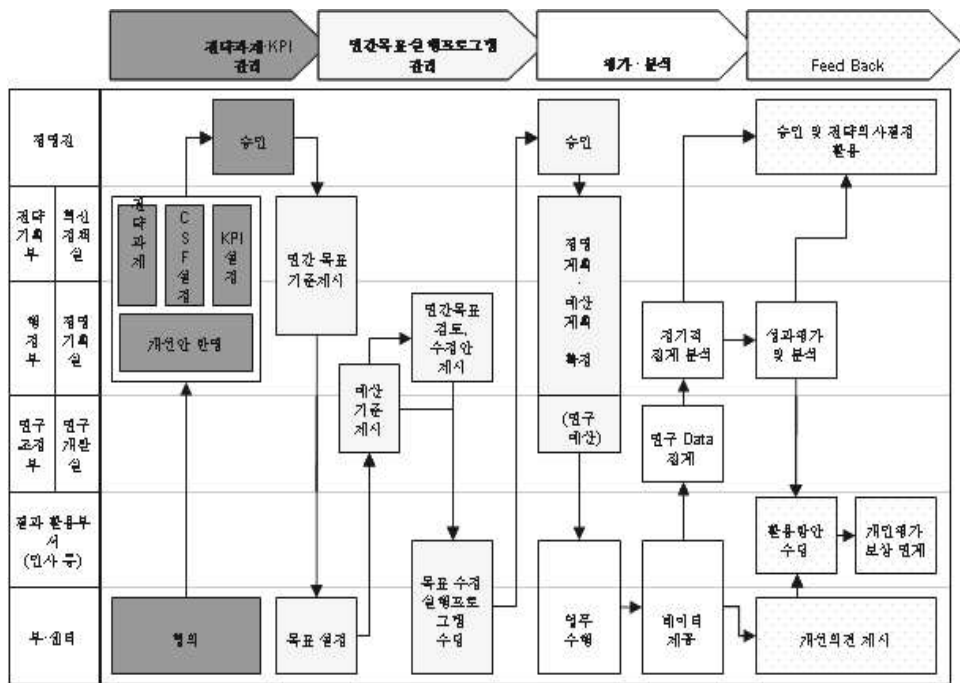 전략과제·KPI
관리
연간목표·실행프로그램
관리
평가·분석
Feed Back
경영진
승인
승인
승인 및 전략의사결정
활용
전략
기획
부
혁신
정책
실
전
략
과
제
C
S
F
설
정
KPI
설
정
연간 목표
기준제시
경영
계획
·
예산
계획
·
확정
행
정
부
경영
기획
실
개선안 반영
연간목표
검토,
수정안
제시
정기적
집계 분석
성과평가
및 분석
예산
기준
제시
연구
조정
부
연구
개발
실
(연구
예산)
연구 Data
집계
결과 활용부
서
(인사 등)
활용방안
수립
개인평가
보상 연계
목표 수정
실행프로
그램
수립
부·센터
협의
목표 설정
업무
수행
데이터
제공
개선의견 제시